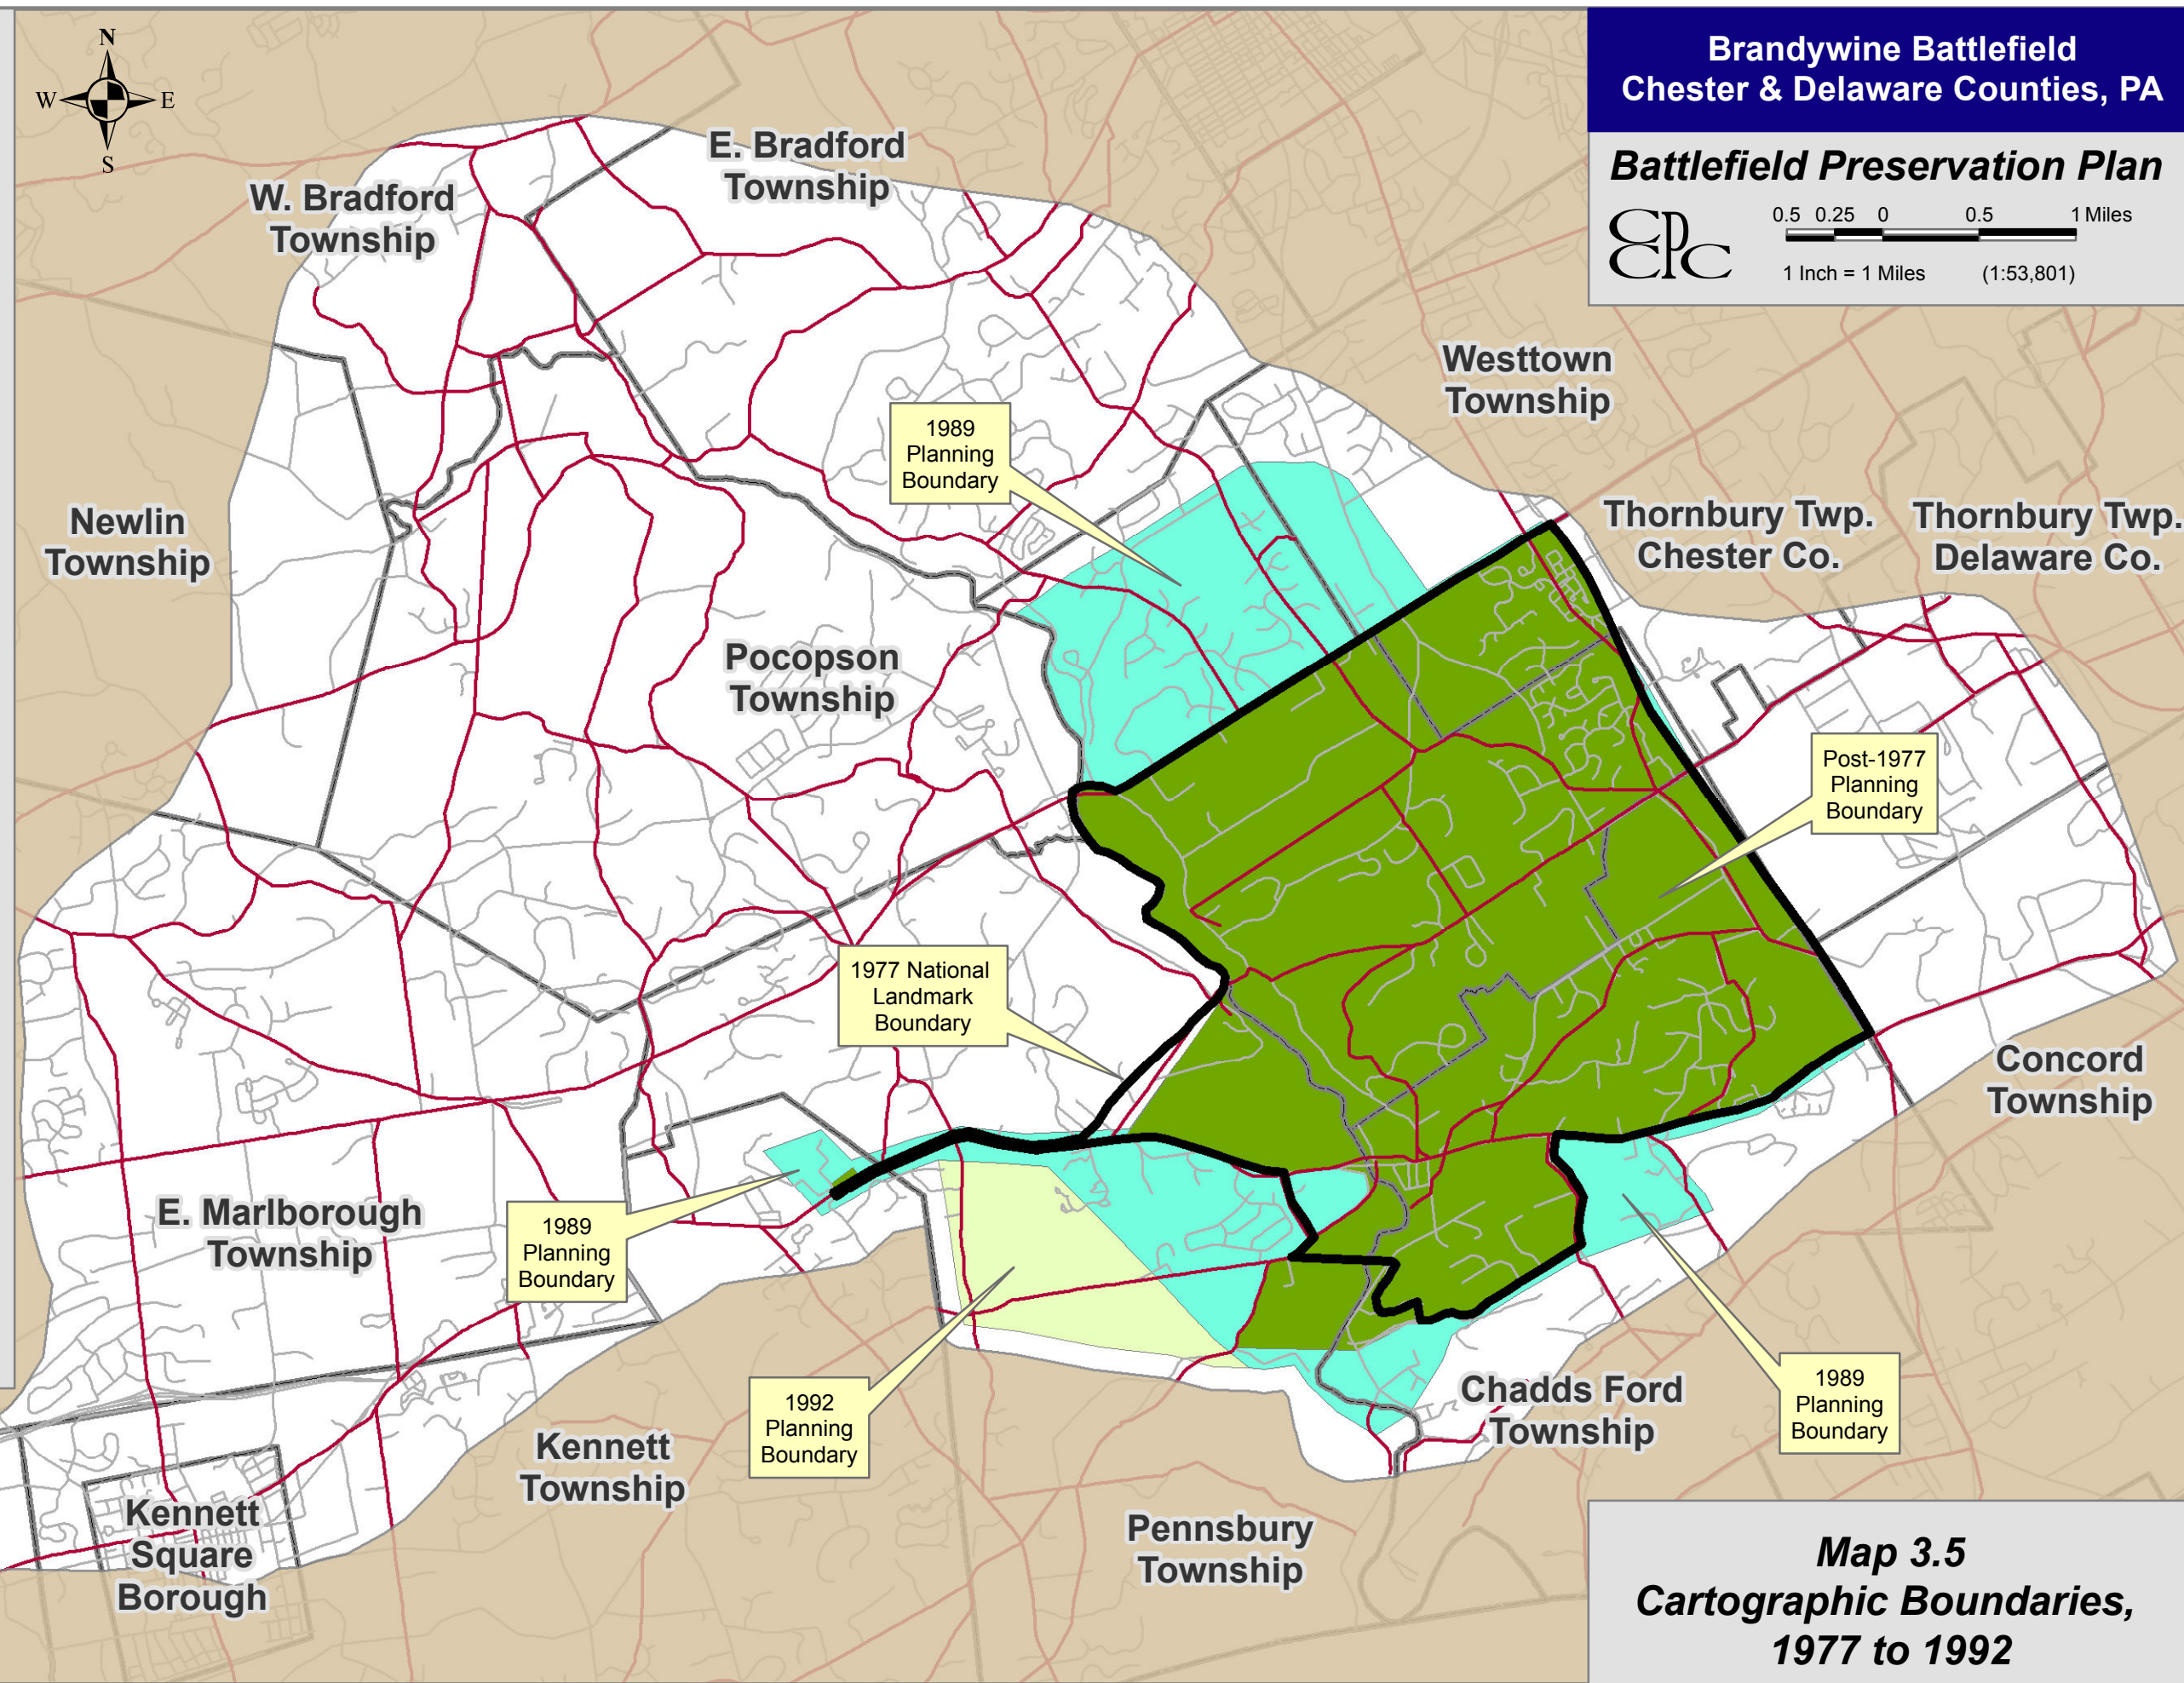 Brandywine Battlefield
Chester & Delaware Counties, PA
Battlefield Preservation Plan
CCPC
0.5 0.25 0 0.5 1 Miles
1 Inch = 1 Miles (1:53,801)
N
W E
S
E. Bradford
Township
W. Bradford
Township
Westtown
Township
1989
Planning
Boundary
Newlin
Township
Thornbury Twp.
Chester Co.
Thornbury Twp.
Delaware Co.
Pocopson
Township
Post-1977
Planning
Boundary
1977 National
Landmark
Boundary
Concord
Township
E. Marlborough
Township
1989
Planning
Boundary
1992
Planning
Boundary
Chadds Ford
Township
1989
Planning
Boundary
Kennett
Township
Kennett
Square
Borough
Pennsbury
Township
Map 3.5
Cartographic Boundaries,
1977 to 1992